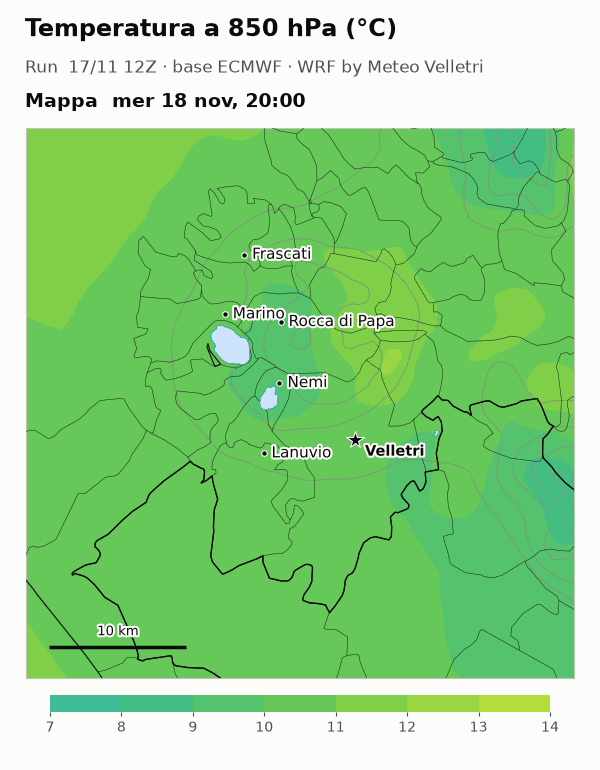 Temperatura a 850 hPa (°C)
Run  17/11 12Z · base ECMWF · WRF by Meteo Velletri
Mappa  mer 18 nov, 20:00
Frascati
Marino
Rocca di Papa
Nemi
Velletri
Lanuvio
10 km
7 8 9 10 11 12 13 14